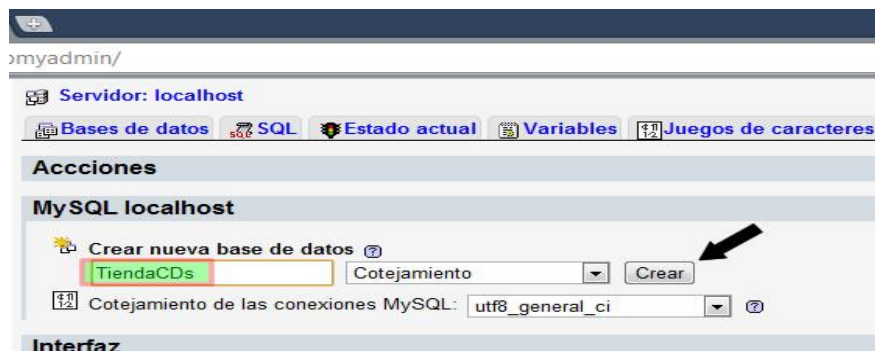 omyadmin/
Servidor: localhost
Bases de datos SQL Estado actual Variables Juegos de caracteres
Accciones
MySQL localhost
Crear nueva base de datos
TiendaCDs Cotejamiento Crear
Cotejamiento de las conexiones MySQL: utf8_general_ci
Interfaz